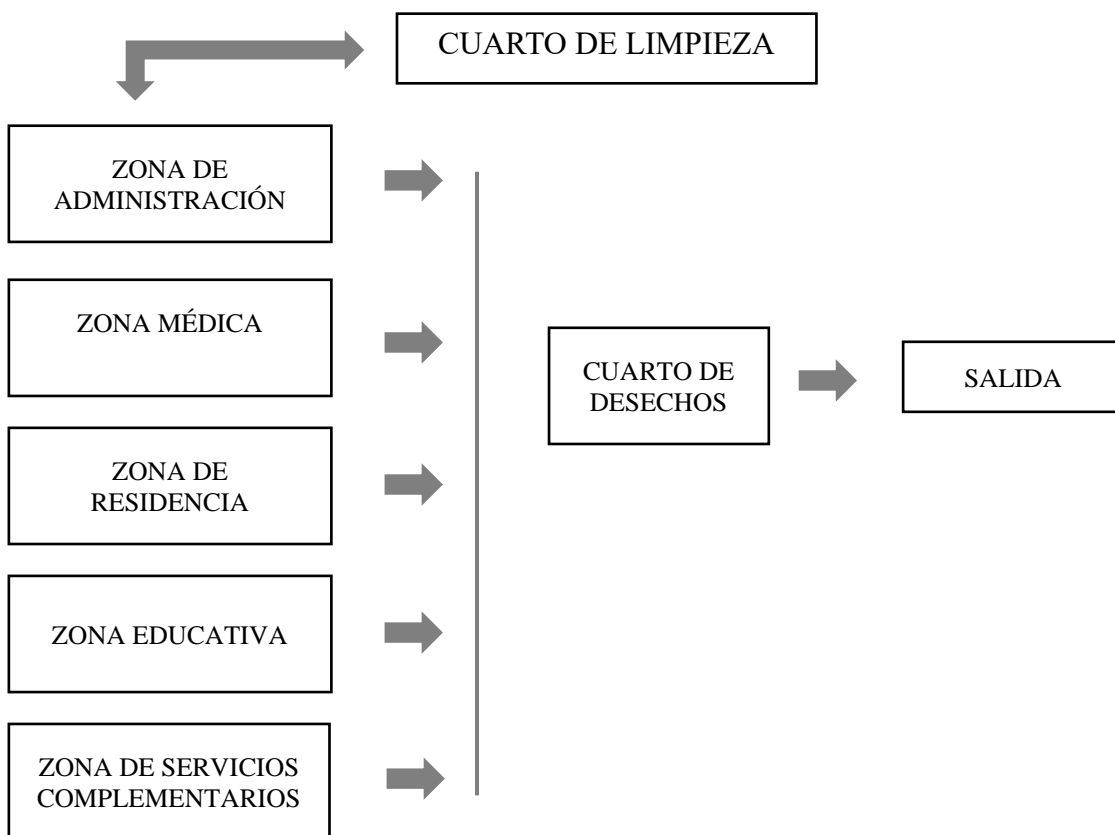 CUARTO DE LIMPIEZA
ZONA DE
ADMINISTRACIÓN
ZONA MÉDICA
ZONA DE
RESIDENCIA
ZONA EDUCATIVA
ZONA DE SERVICIOS
COMPLEMENTARIOS
CUARTO DE
DESECHOS
SALIDA